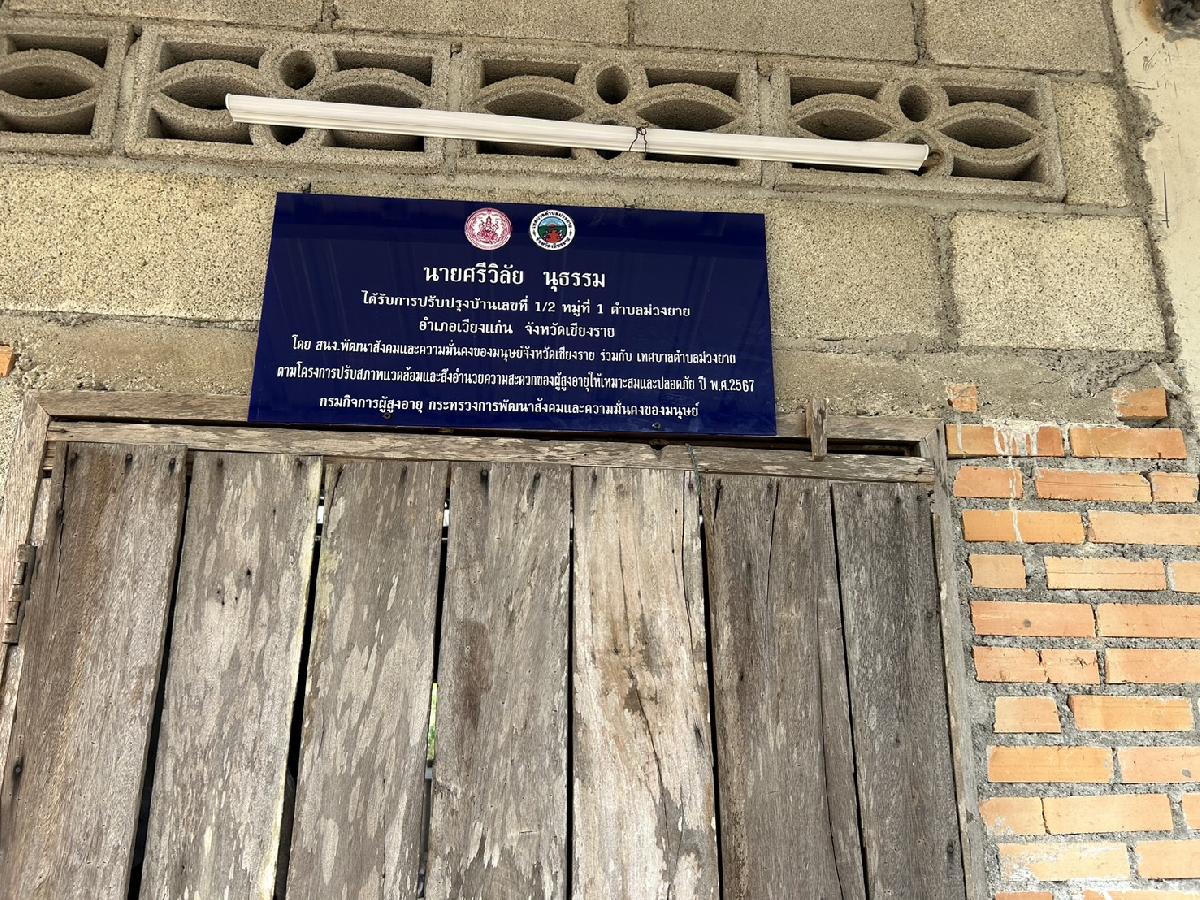 นายศรีวิลัย นุธรรม
ได้รับการปรับปรุงบ้านเลขที่ 1/2 หมู่ที่ 1 ตำบลม่วงยาย
อำเภอเวียงแก่น จังหวัดเชียงราย
โดย สนง.พัฒนาสังคมและความมั่นคงของมนุษย์จังหวัดเชียงราย ร่วมกับ เทศบาลตำบลม่วงยาย
ตามโครงการปรับสภาพแวดล้อมและสิ่งอำนวยความสะดวกของผู้สูงอายุให้เหมาะสมและปลอดภัย ปี พ.ศ.2567
กรมกิจการผู้สูงอายุ กระทรวงการพัฒนาสังคมและความมั่นคงของมนุษย์